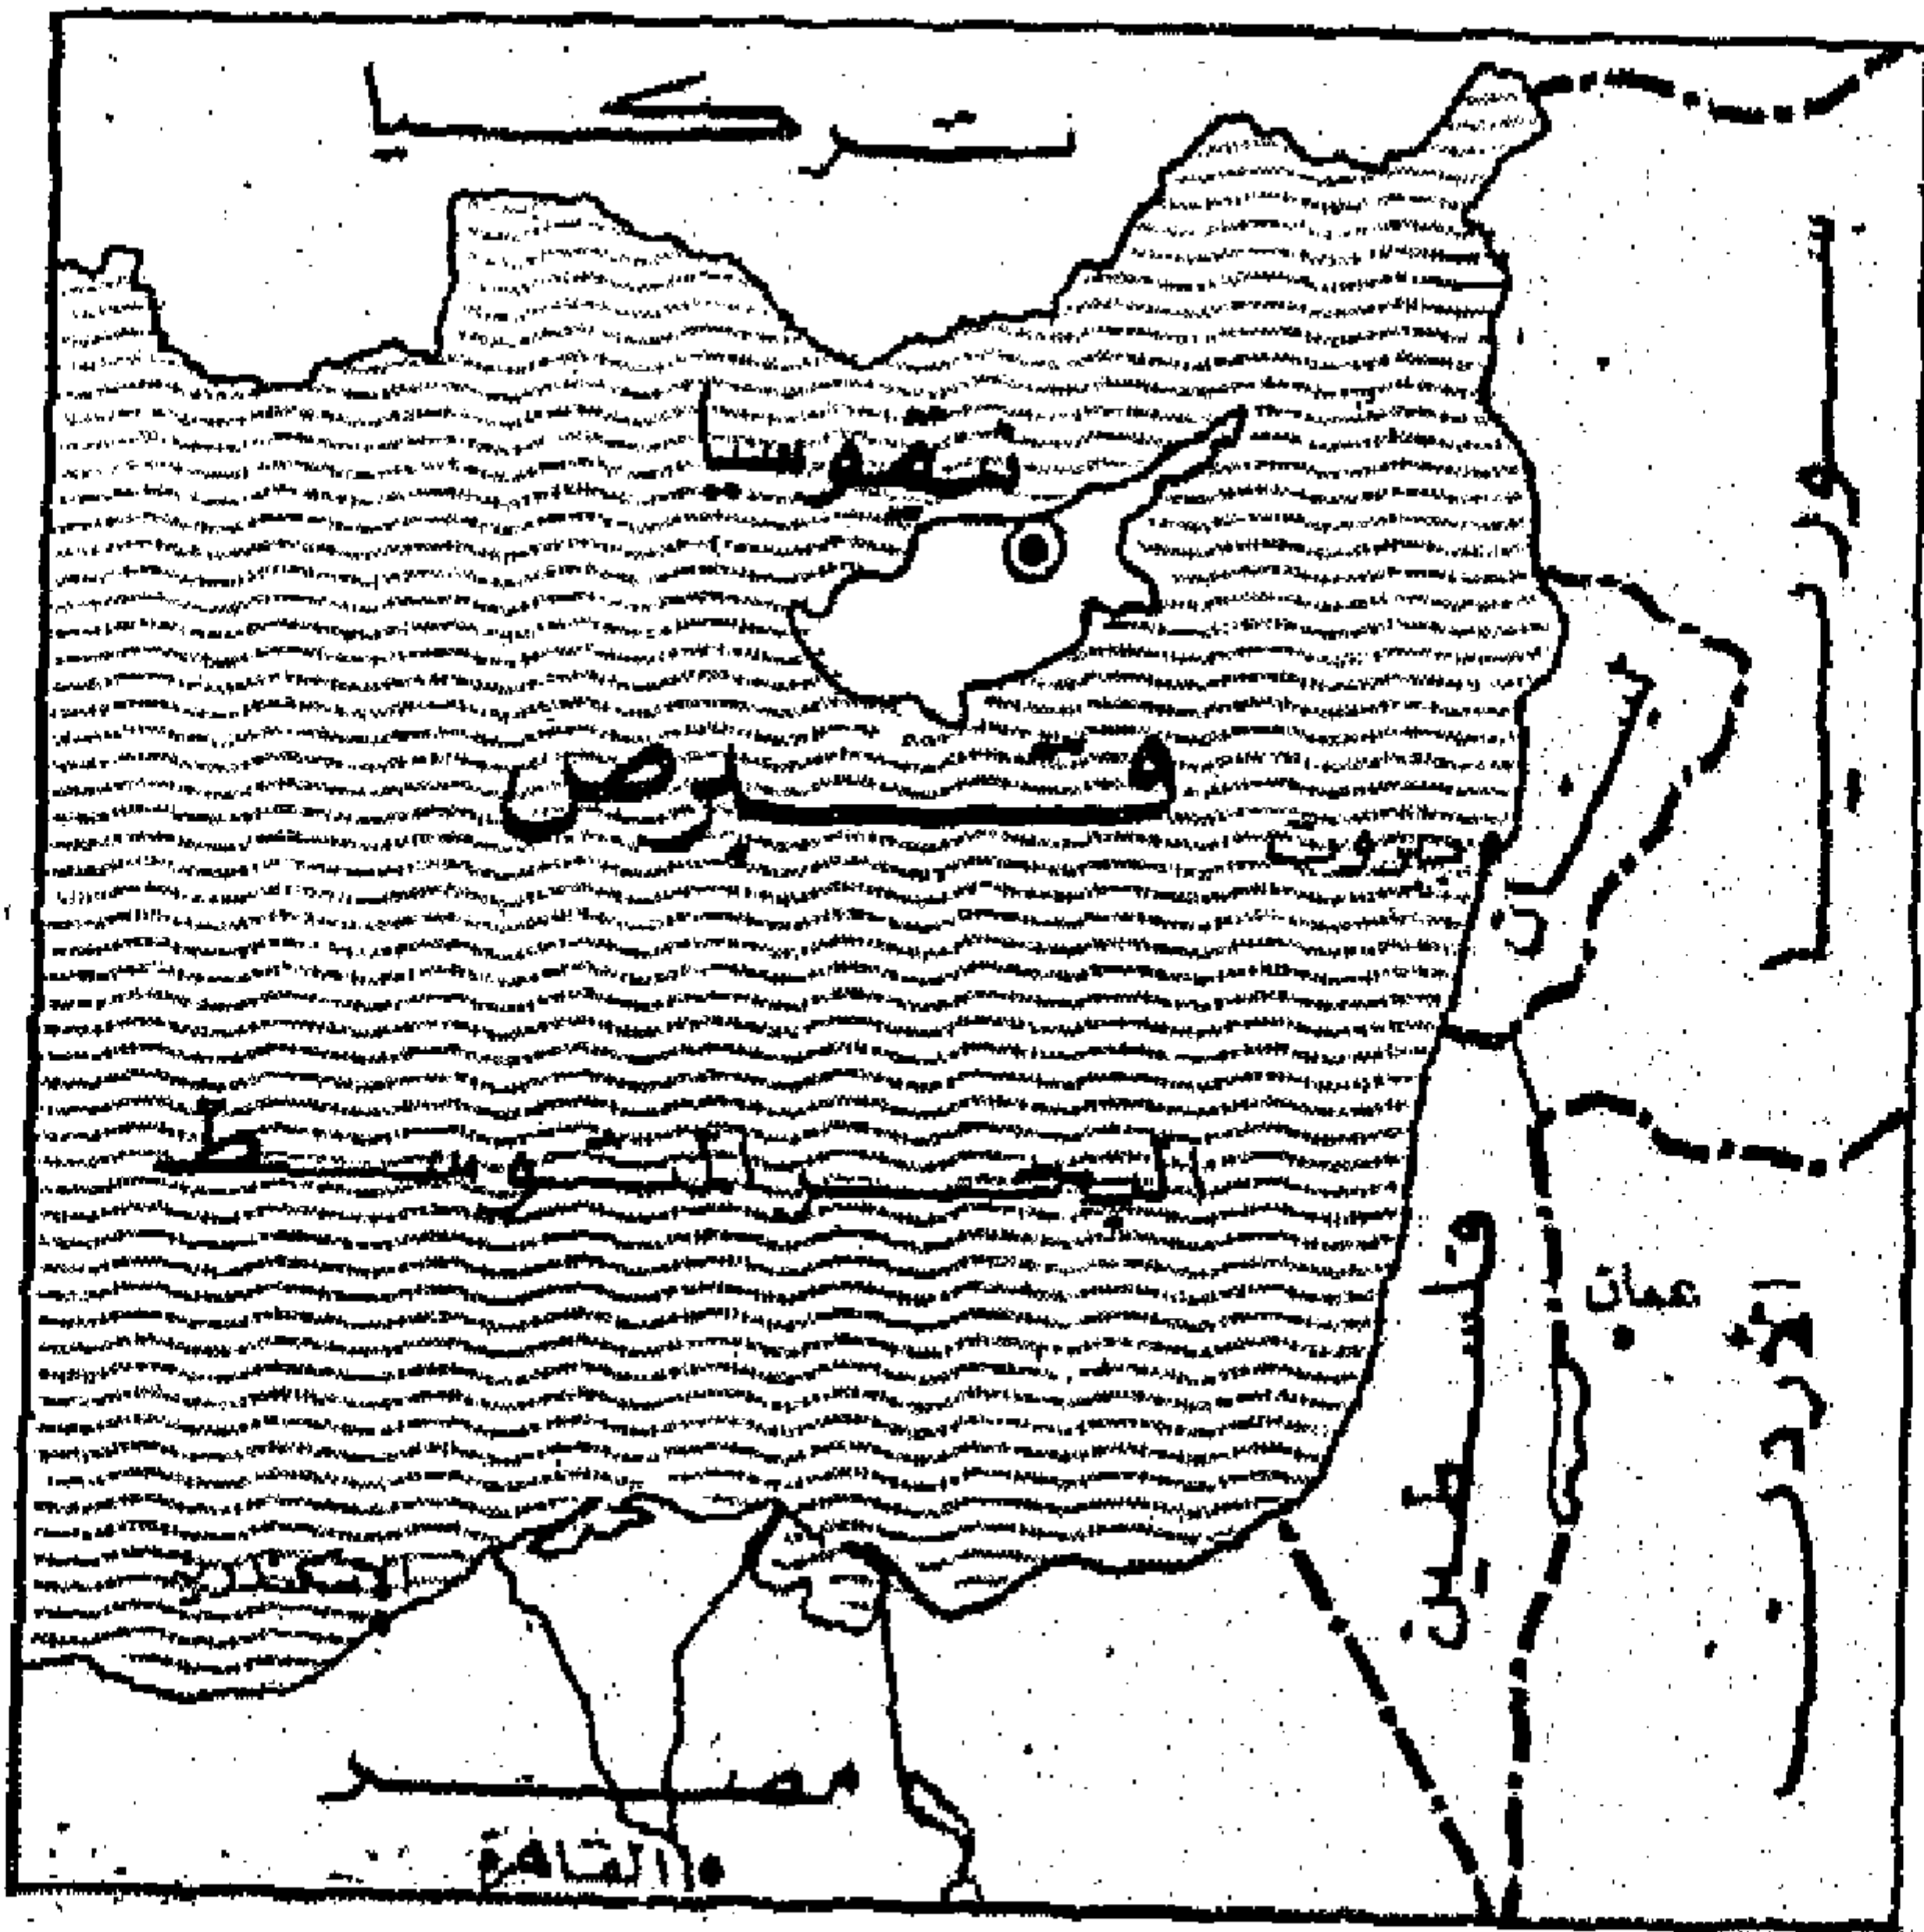 تركيا
سوريا
نيقوسيا
لبنان
قبرص
بيروت
البحر المتوسط
فلسطين
عمان
الأردن
الاسكندرية
مصر
القاهرة